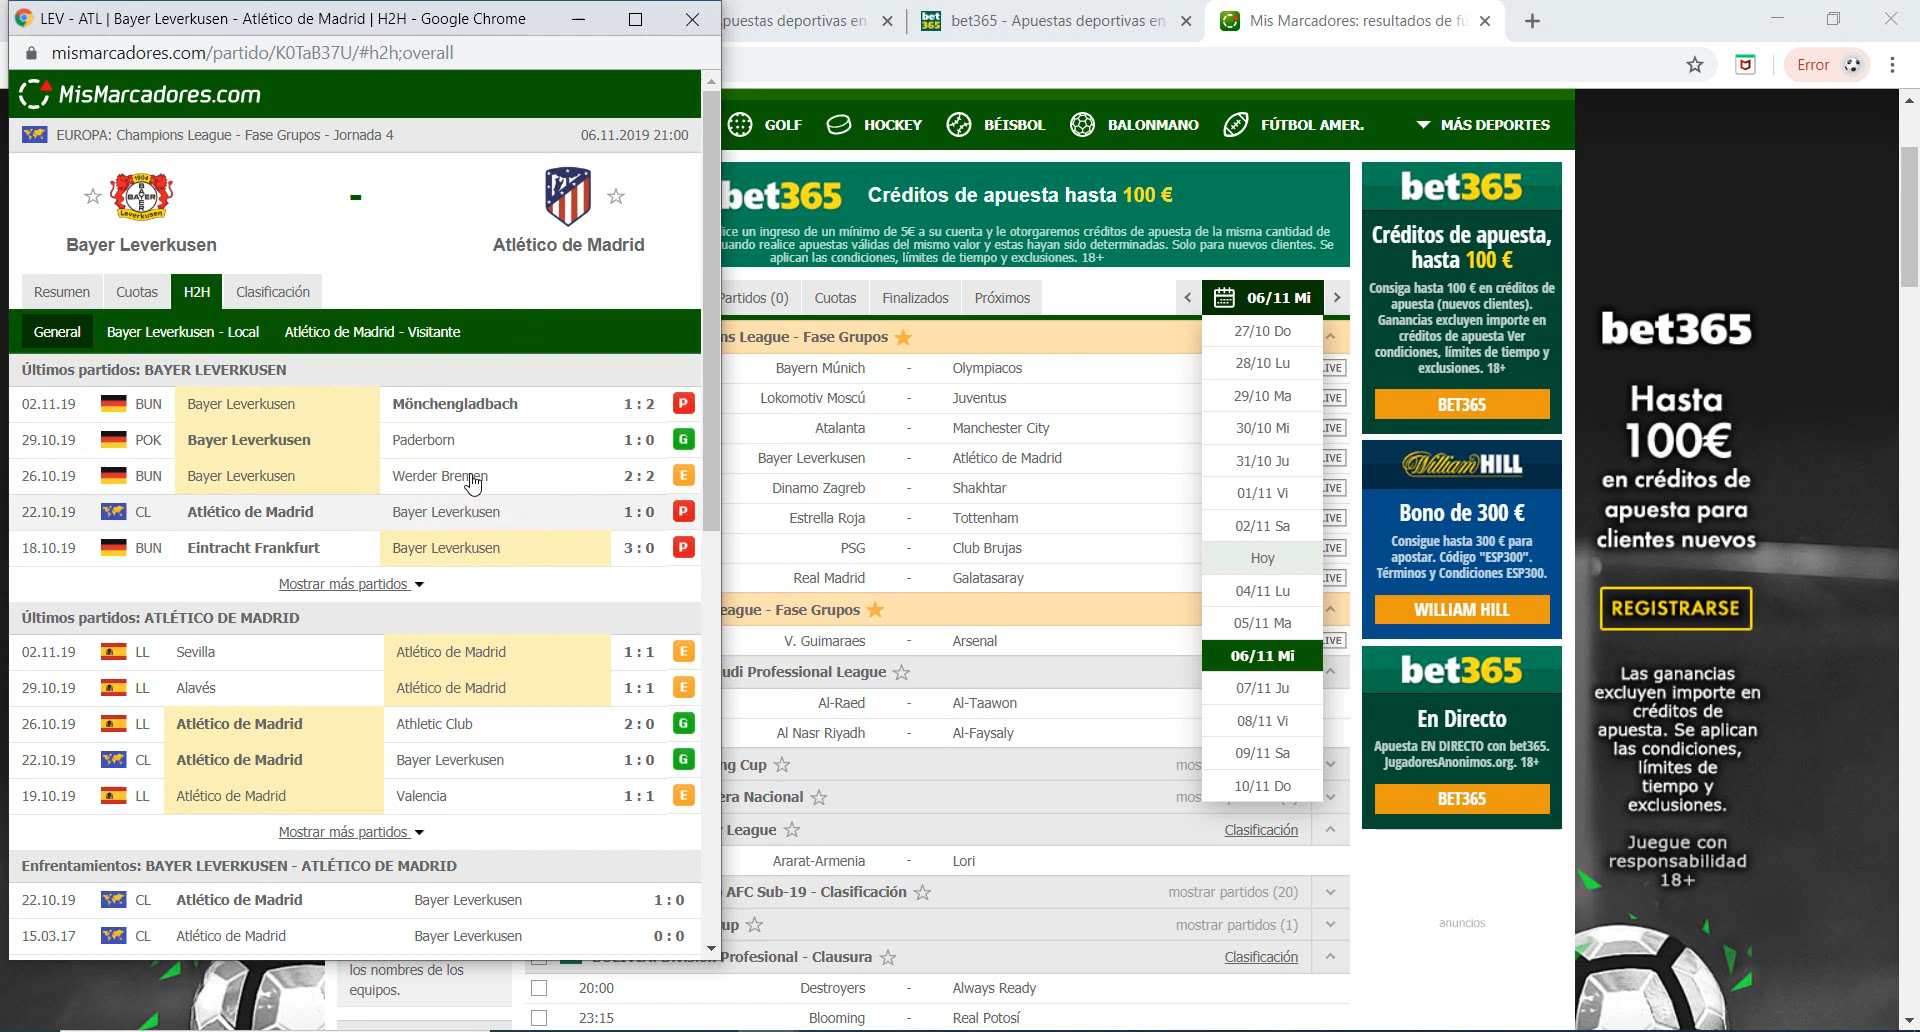 LEV - ATL | Bayer Leverkusen - Atlético de Madrid | H2H - Google Chrome
mismarcadores.com/partido/K0TaB37U/#h2h;overall
MisMarcadores.com
EUROPA: Champions League - Fase Grupos - Jornada 4 06.11.2019 21:00
-
Bayer Leverkusen Atlético de Madrid
Resumen Cuotas H2H Clasificación
General Bayer Leverkusen - Local Atlético de Madrid - Visitante
Últimos partidos: BAYER LEVERKUSEN
02.11.19 BUN Bayer Leverkusen Mönchengladbach 1 : 2 P
29.10.19 POK Bayer Leverkusen Paderborn 1 : 0 G
26.10.19 BUN Bayer Leverkusen Werder Bremen 2 : 2 E
22.10.19 CL Atlético de Madrid Bayer Leverkusen 1 : 0 P
18.10.19 BUN Eintracht Frankfurt Bayer Leverkusen 3 : 0 P
Mostrar más partidos
Últimos partidos: ATLÉTICO DE MADRID
02.11.19 LL Sevilla Atlético de Madrid 1 : 1 E
29.10.19 LL Alavés Atlético de Madrid 1 : 1 E
26.10.19 LL Atlético de Madrid Athletic Club 2 : 0 G
22.10.19 CL Atlético de Madrid Bayer Leverkusen 1 : 0 G
19.10.19 LL Atlético de Madrid Valencia 1 : 1 E
Mostrar más partidos
Enfrentamientos: BAYER LEVERKUSEN - ATLÉTICO DE MADRID
22.10.19 CL Atlético de Madrid Bayer Leverkusen 1 : 0
15.03.17 CL Atlético de Madrid Bayer Leverkusen 0 : 0
los nombres de los
equipos.
puestas deportivas en bet365 - Apuestas deportivas en Mis Marcadores: resultados de fú
Error
GOLF HOCKEY BÉISBOL BALONMANO FÚTBOL AMER. MÁS DEPORTES
bet365 Créditos de apuesta hasta 100 €
ice un ingreso de un mínimo de 5€ a su cuenta y le otorgaremos créditos de apuesta de la misma cantidad de
uando realice apuestas válidas del mismo valor y estas hayan sido determinadas. Solo para nuevos clientes. Se
aplican las condiciones, límites de tiempo y exclusiones. 18+
Partidos (0) Cuotas Finalizados Próximos 06/11 Mi
ns League - Fase Grupos
Bayern Múnich - Olympiacos
Lokomotiv Moscú - Juventus
Atalanta - Manchester City
Bayer Leverkusen - Atlético de Madrid
Dinamo Zagreb - Shakhtar
Estrella Roja - Tottenham
PSG - Club Brujas
Real Madrid - Galatasaray
eague - Fase Grupos
V. Guimaraes - Arsenal
udi Professional League
Al-Raed - Al-Taawon
Al Nasr Riyadh - Al-Faysaly
ng Cup mos
era Nacional mos
League Clasificación
Ararat-Armenia - Lori
AFC Sub-19 - Clasificación mostrar partidos (20)
up mostrar partidos (1)
Profesional - Clausura Clasificación
20:00 Destroyers - Always Ready
23:15 Blooming - Real Potosí
27/10 Do
28/10 Lu
29/10 Ma
30/10 Mi
31/10 Ju
01/11 Vi
02/11 Sa
Hoy
04/11 Lu
05/11 Ma
06/11 Mi
07/11 Ju
08/11 Vi
09/11 Sa
10/11 Do
IVE
IVE
IVE
IVE
IVE
IVE
IVE
IVE
IVE
bet365
Créditos de apuesta,
hasta 100 €
Consiga hasta 100 € en créditos de
apuesta (nuevos clientes).
Ganancias excluyen importe en
créditos de apuesta Ver
condiciones, límites de tiempo y
exclusiones. 18+
BET365
William HILL
Bono de 300 €
Consigue hasta 300 € para
apostar. Código "ESP300".
Términos y Condiciones ESP300.
WILLIAM HILL
bet365
En Directo
Apuesta EN DIRECTO con bet365.
JugadoresAnonimos.org. 18+
BET365
anuncios
bet365
Hasta
100€
en créditos de
apuesta para
clientes nuevos
REGISTRARSE
Las ganancias
excluyen importe en
créditos de
apuesta. Se aplican
las condiciones,
límites de
tiempo y
exclusiones.
Juegue con
responsabilidad
18+